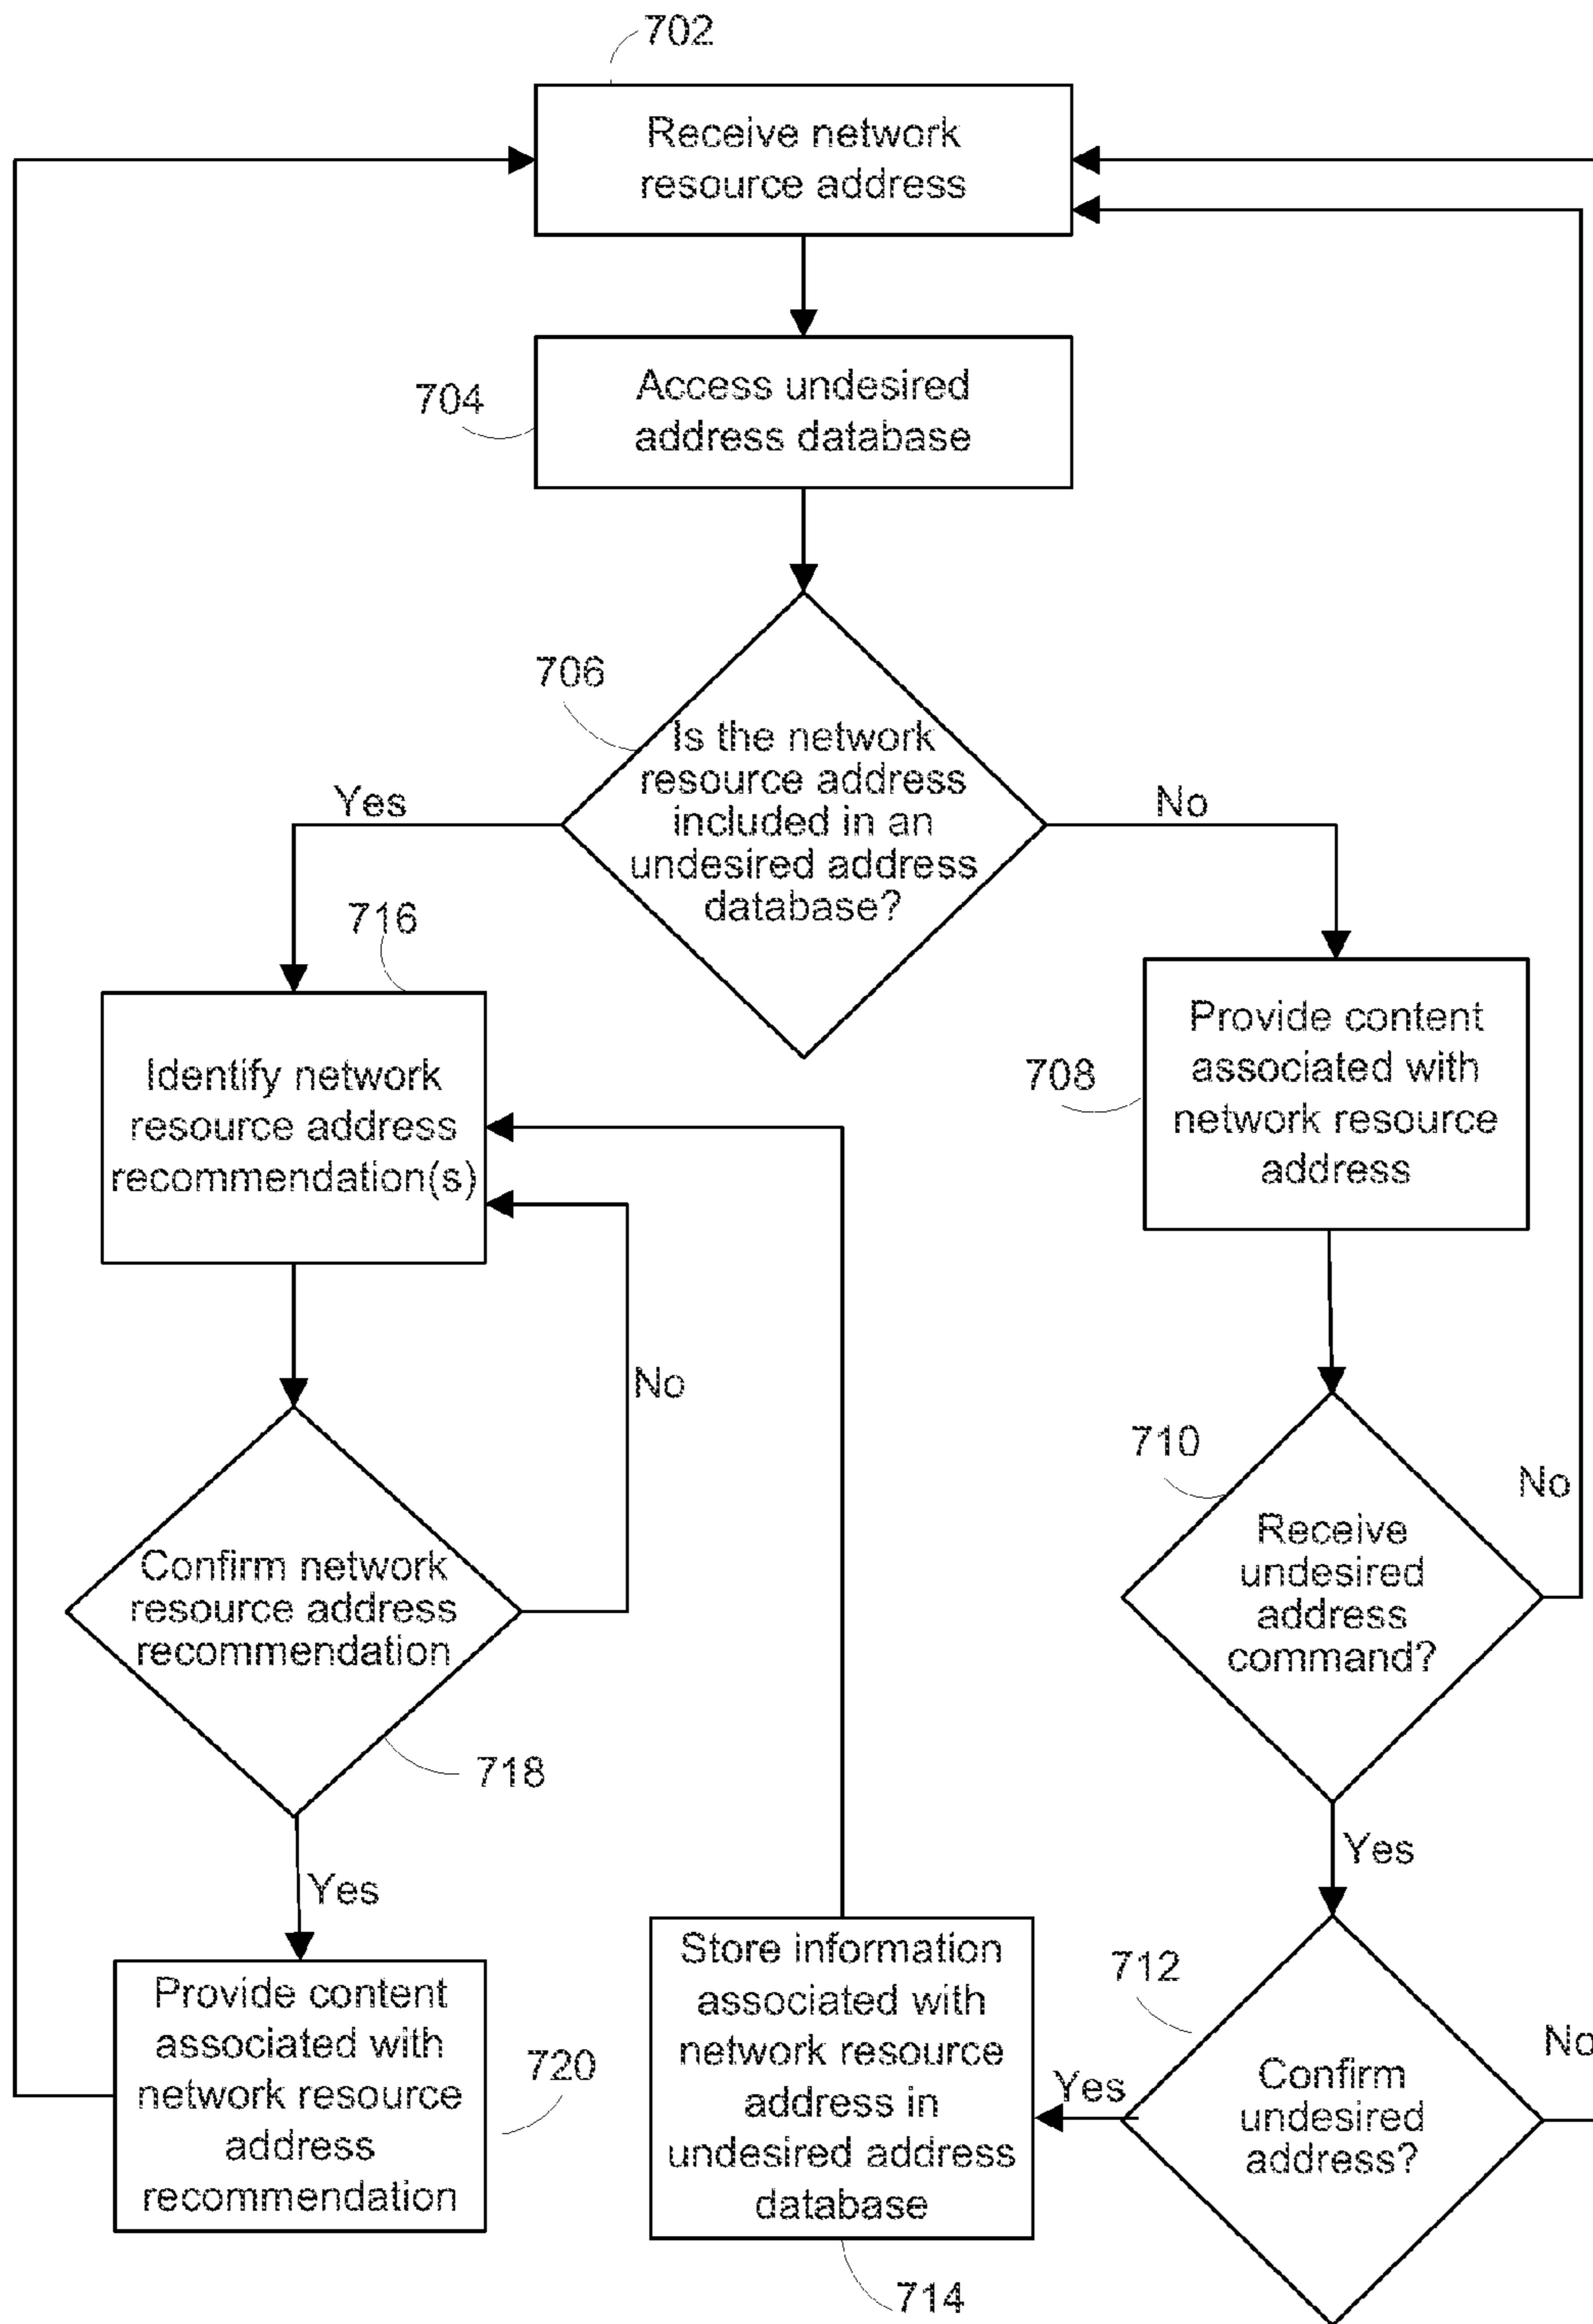 702
Receive network
resource address
704
Access undesired
address database
706
Is the network
resource address
included in an
undesired address
database?
Yes
No
716
Identify network
resource address
recommendation(s)
708
Provide content
associated with
network resource
address
No
710
Receive
undesired
address
command?
No
Confirm network
resource address
recommendation
718
Yes
Yes
Provide content
associated with
network resource
address
recommendation
720
Store information
associated with
network resource
address in
undesired address
database
714
Yes
712
Confirm
undesired
address?
No